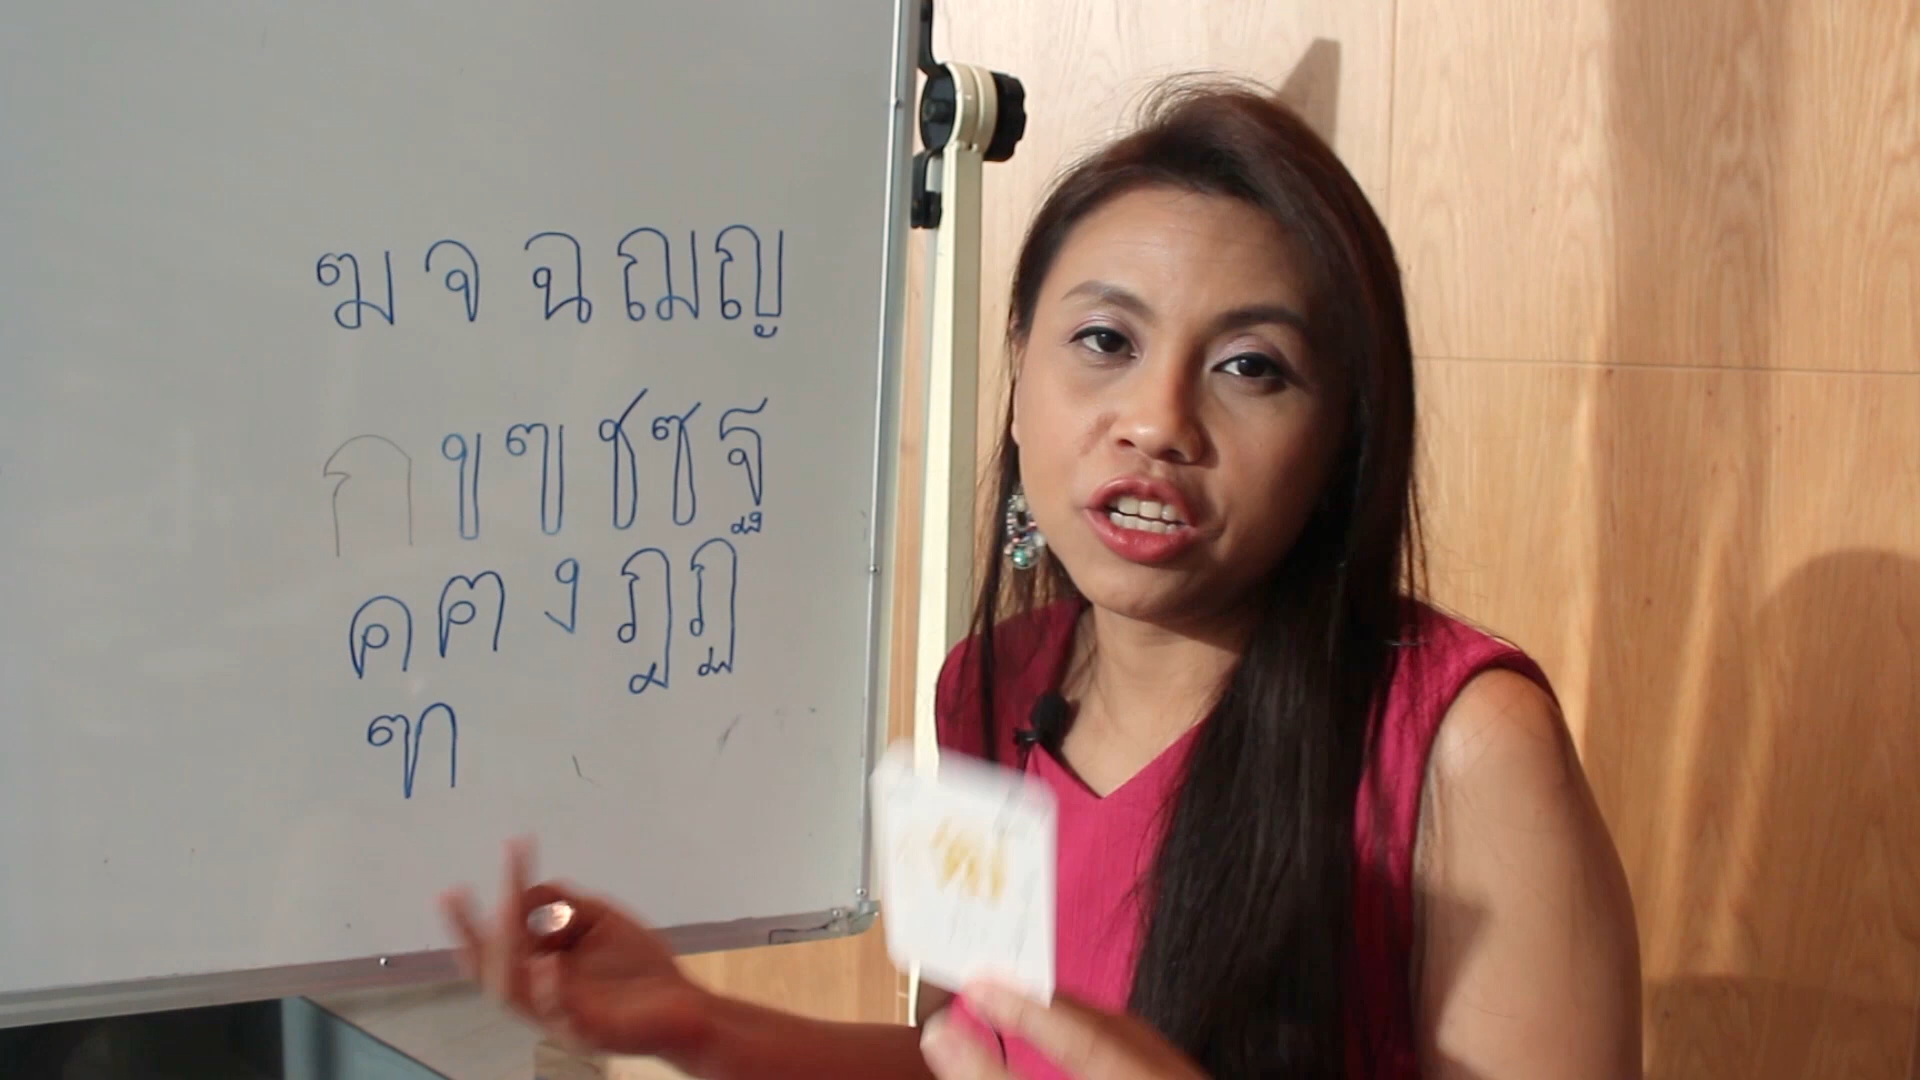 ฆ จ ฉ ฌ ญ
ก ข ฃ ช ซ ฐ
ค ฅ ง ฎ ฏ
ฑ